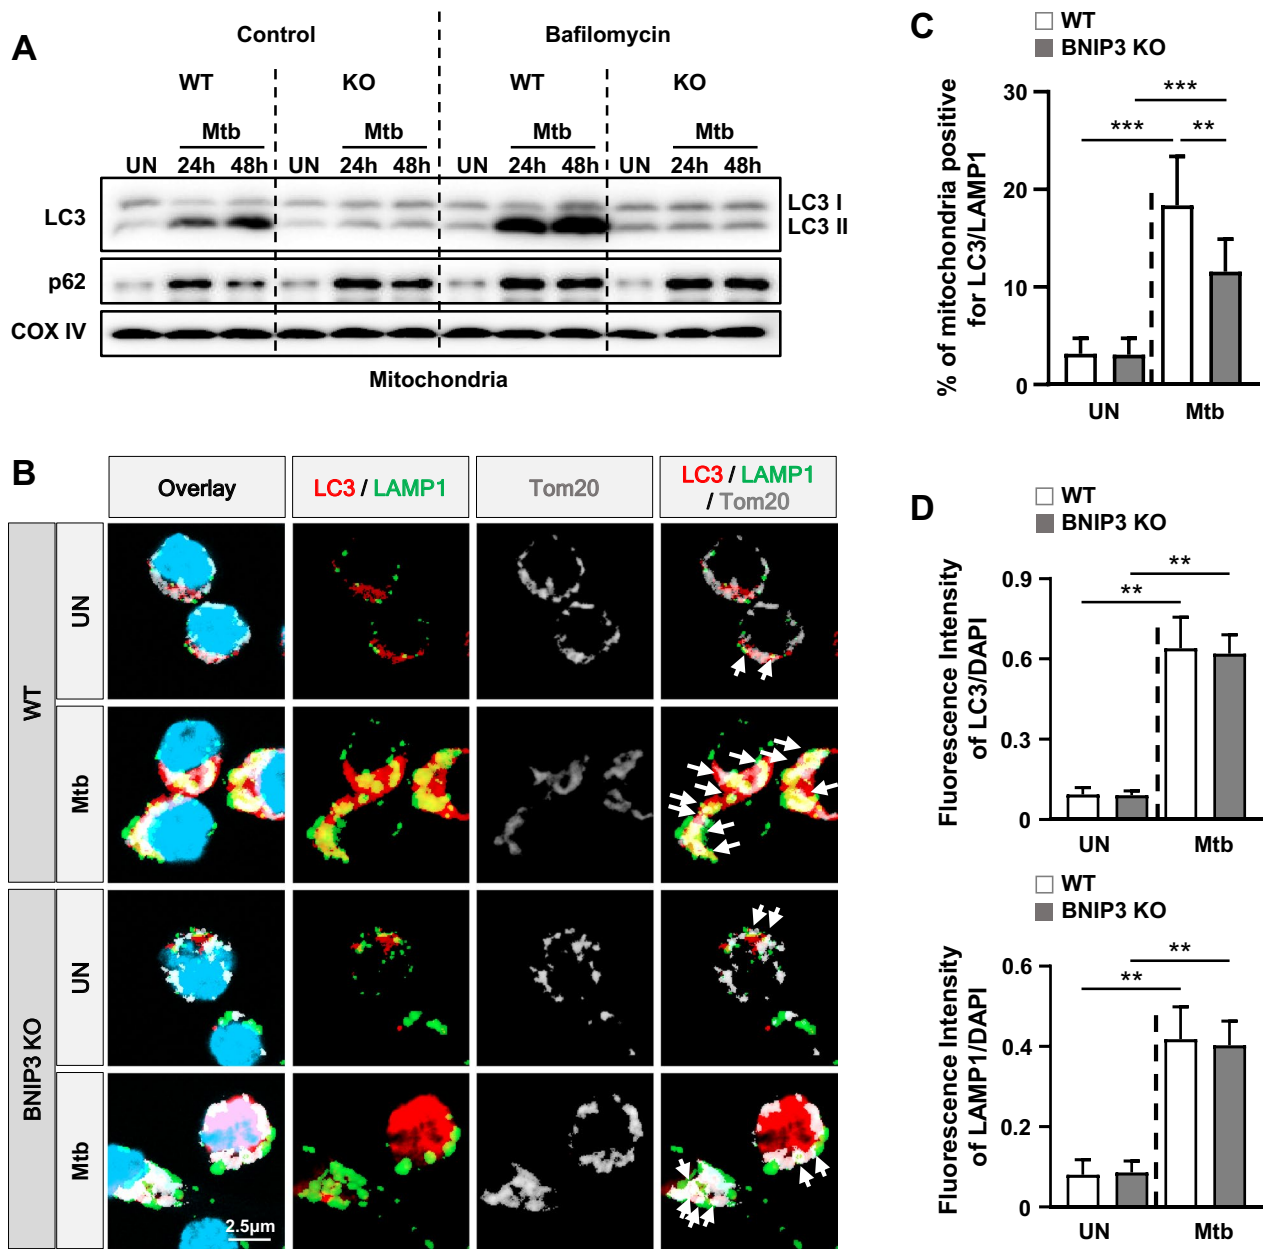 A
Control Bafilomycin
WT KO WT KO
Mtb Mtb Mtb Mtb
UN 24h 48h UN 24h 48h UN 24h 48h UN 24h 48h
LC3
LC3 I
LC3 II
p62
COX IV
Mitochondria
B
Overlay
LC3 / LAMP1
Tom20
LC3 / LAMP1
/ Tom20
WT
UN
Mtb
BNIP3 KO
UN
Mtb
2.5μm
C
WT
BNIP3 KO
% of mitochondria positive
for LC3/LAMP1
30
20
10
0
***
*** **
UN Mtb
D
WT
BNIP3 KO
Fluorescence Intensity
of LC3/DAPI
0.9
0.6
0.3
0
**
**
UN Mtb
WT
BNIP3 KO
Fluorescence Intensity
of LAMP1/DAPI
0.6
0.4
0.2
0
**
**
UN Mtb